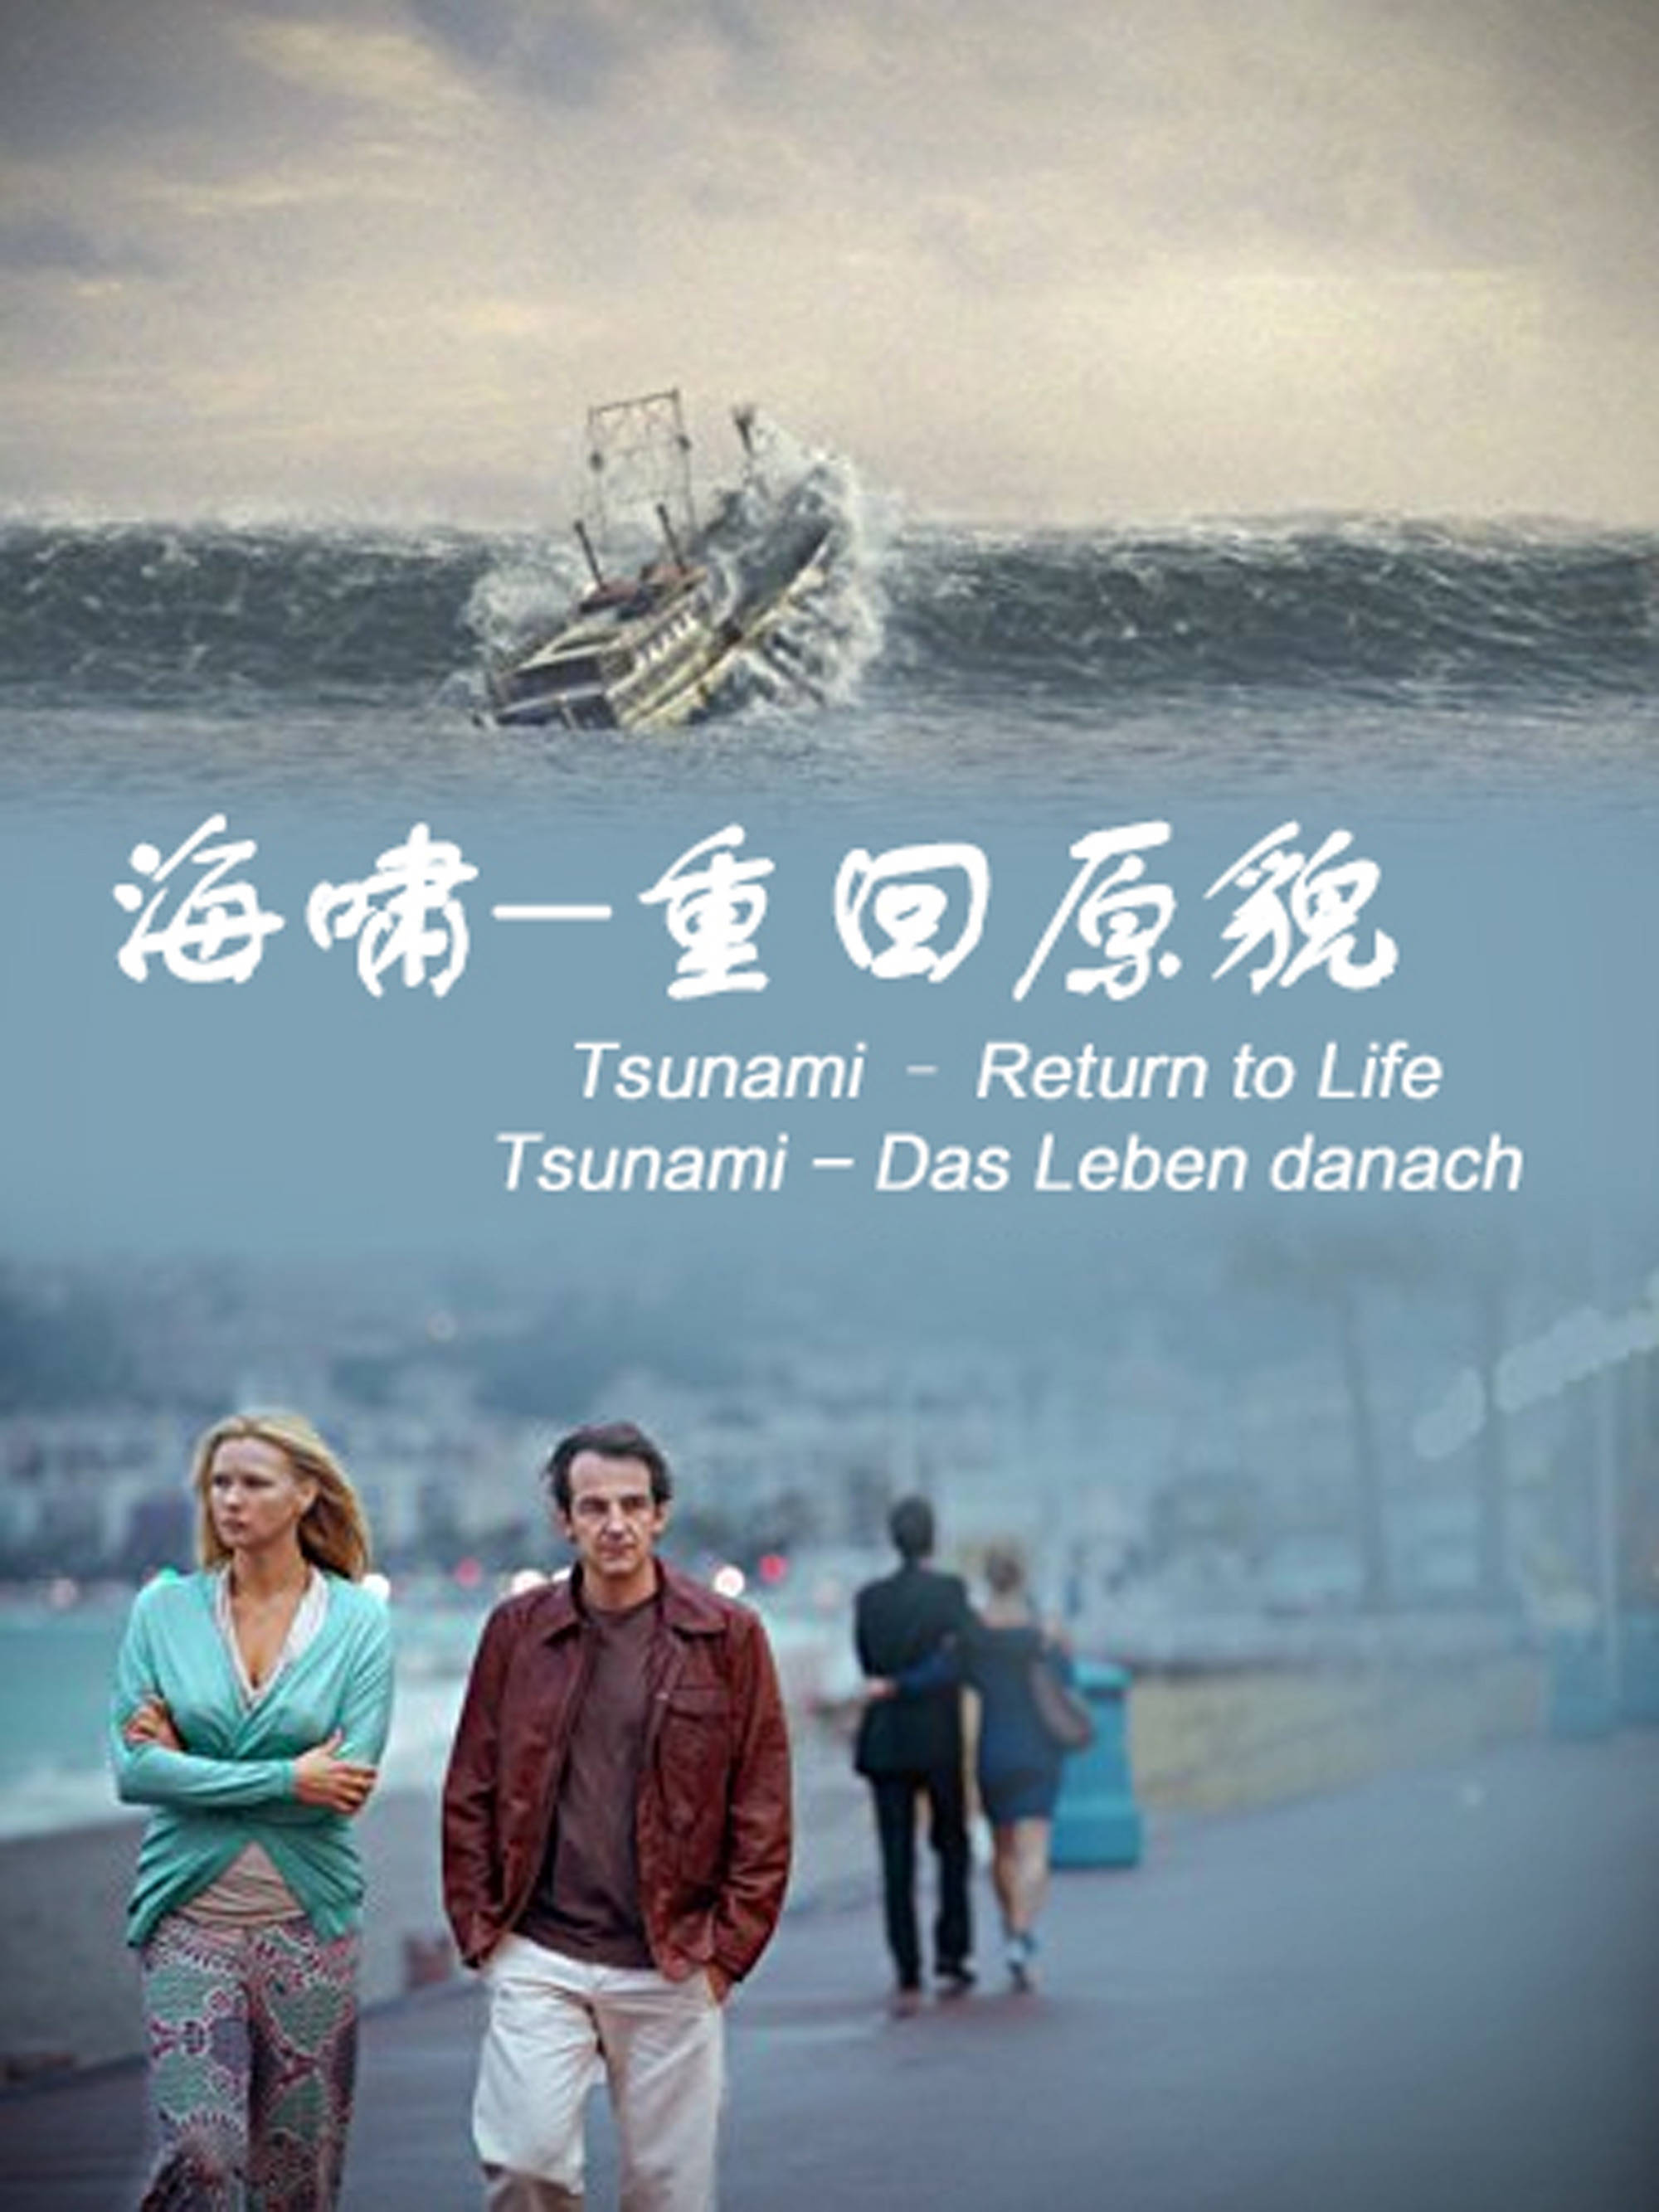 海啸—重回原貌
Tsunami - Return to Life
Tsunami – Das Leben danach